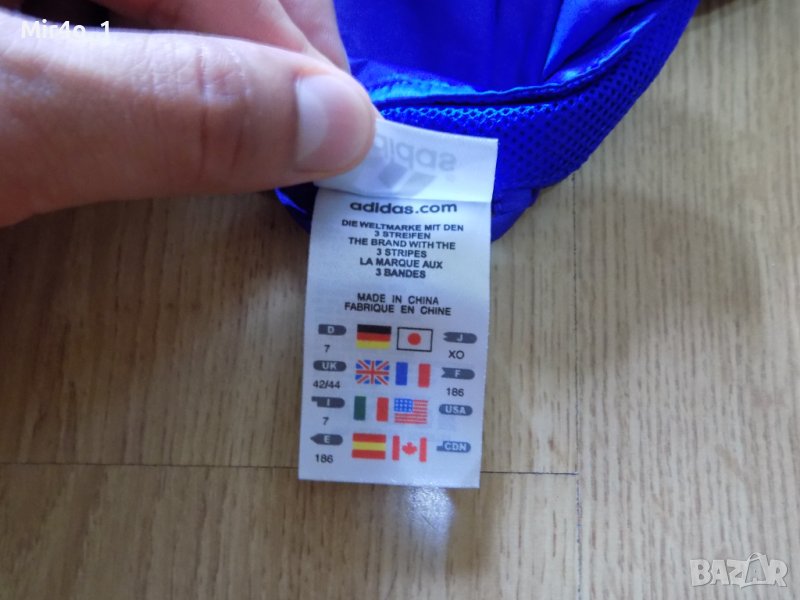 Mir4o_1
adidas
adidas.com
DIE WELTMARKE MIT DEN
3 STREIFEN
THE BRAND WITH THE
3 STRIPES
LA MARQUE AUX
3 BANDES
MADE IN CHINA
FABRIQUE EN CHINE
D J
7 XO
UK F
42/44 186
I USA
7
E CDN
186
BAZAR